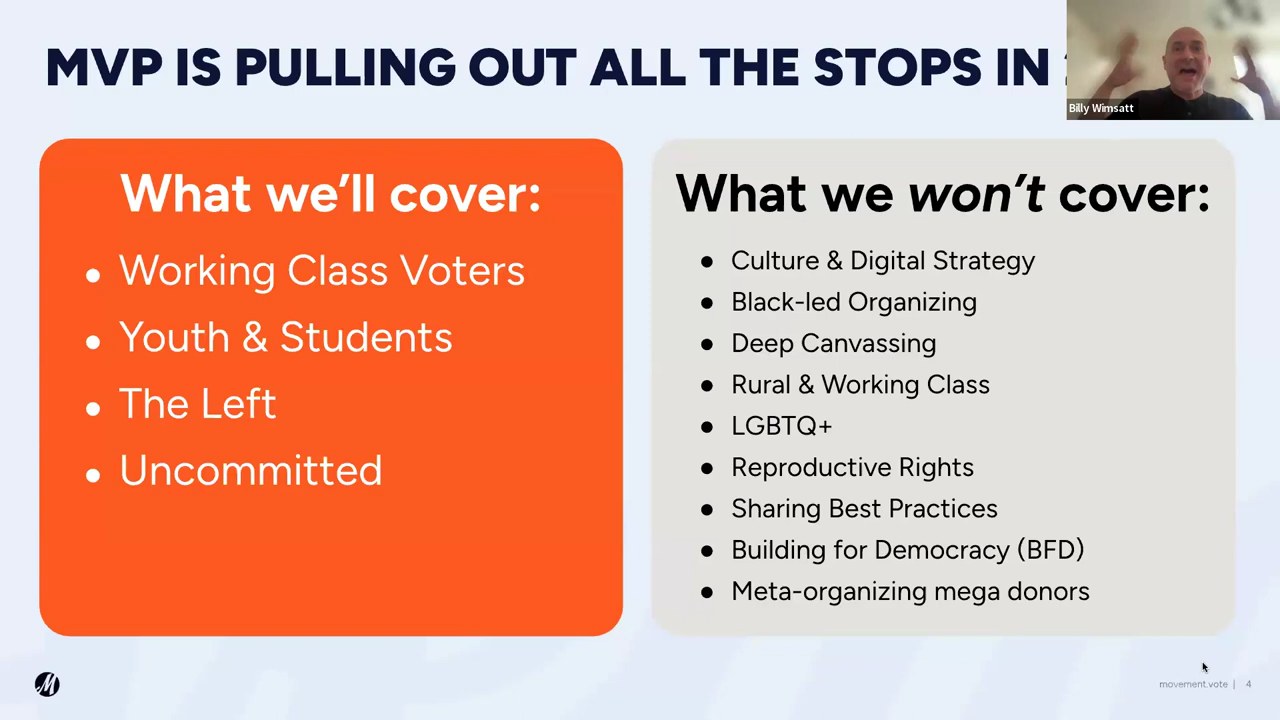 MVP IS PULLING OUT ALL THE STOPS IN
Billy Wimsatt
What we’ll cover:
● Working Class Voters
● Youth & Students
● The Left
● Uncommitted
What we won’t cover:
● Culture & Digital Strategy
● Black-led Organizing
● Deep Canvassing
● Rural & Working Class
● LGBTQ+
● Reproductive Rights
● Sharing Best Practices
● Building for Democracy (BFD)
● Meta-organizing mega donors
M
movement.vote | 4